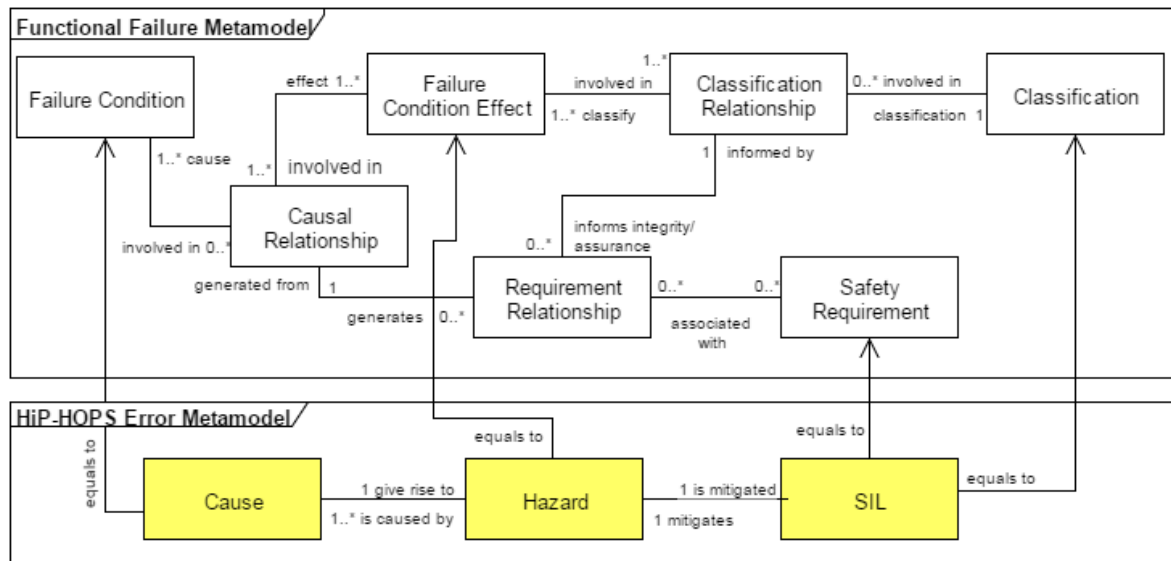 Functional Failure Metamodel
Failure Condition
effect 1..*
Failure
Condition Effect
involved in
1..*
1..* classify
Classification
Relationship
0..* involved in
classification 1
Classification
1..* cause
1..*
involved in
Causal
Relationship
involved in 0..*
generated from
1
generates
0..*
1
informed by
informs integrity/
assurance
0..*
Requirement
Relationship
0..*
0..*
associated
with
Safety
Requirement
HiP-HOPS Error Metamodel
equals to
Cause
1 give rise to
1..* is caused by
equals to
Hazard
1 is mitigated
1 mitigates
equals to
SIL
equals to